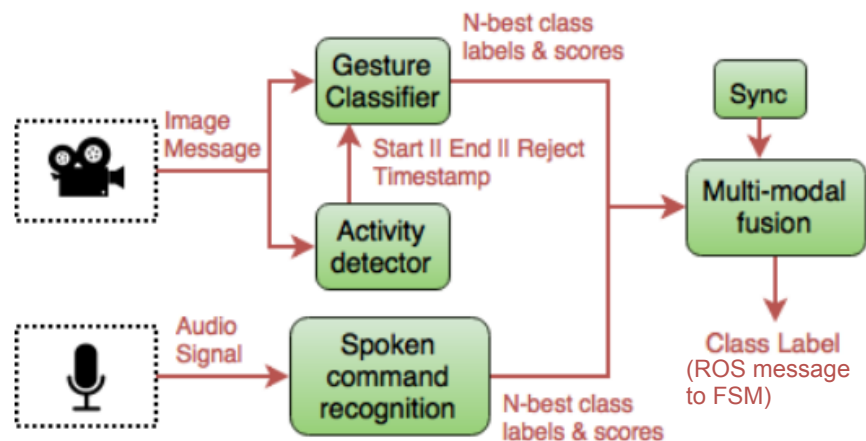 N-best class
labels & scores
Gesture
Classifier
Sync
Image
Message
Start II End II Reject
Timestamp
Multi-modal
fusion
Activity
detector
Audio
Signal
Spoken
command
recognition
Class Label
(ROS message
to FSM)
N-best class
labels & scores